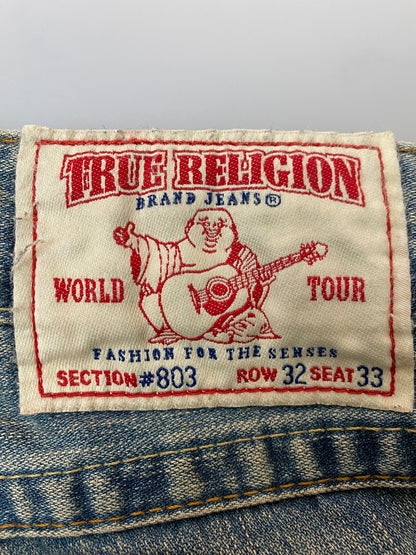 TRUE RELIGION
BRAND JEANS®
WORLD TOUR
FASHION FOR THE SENSES
SECTION #803 ROW 32 SEAT 33